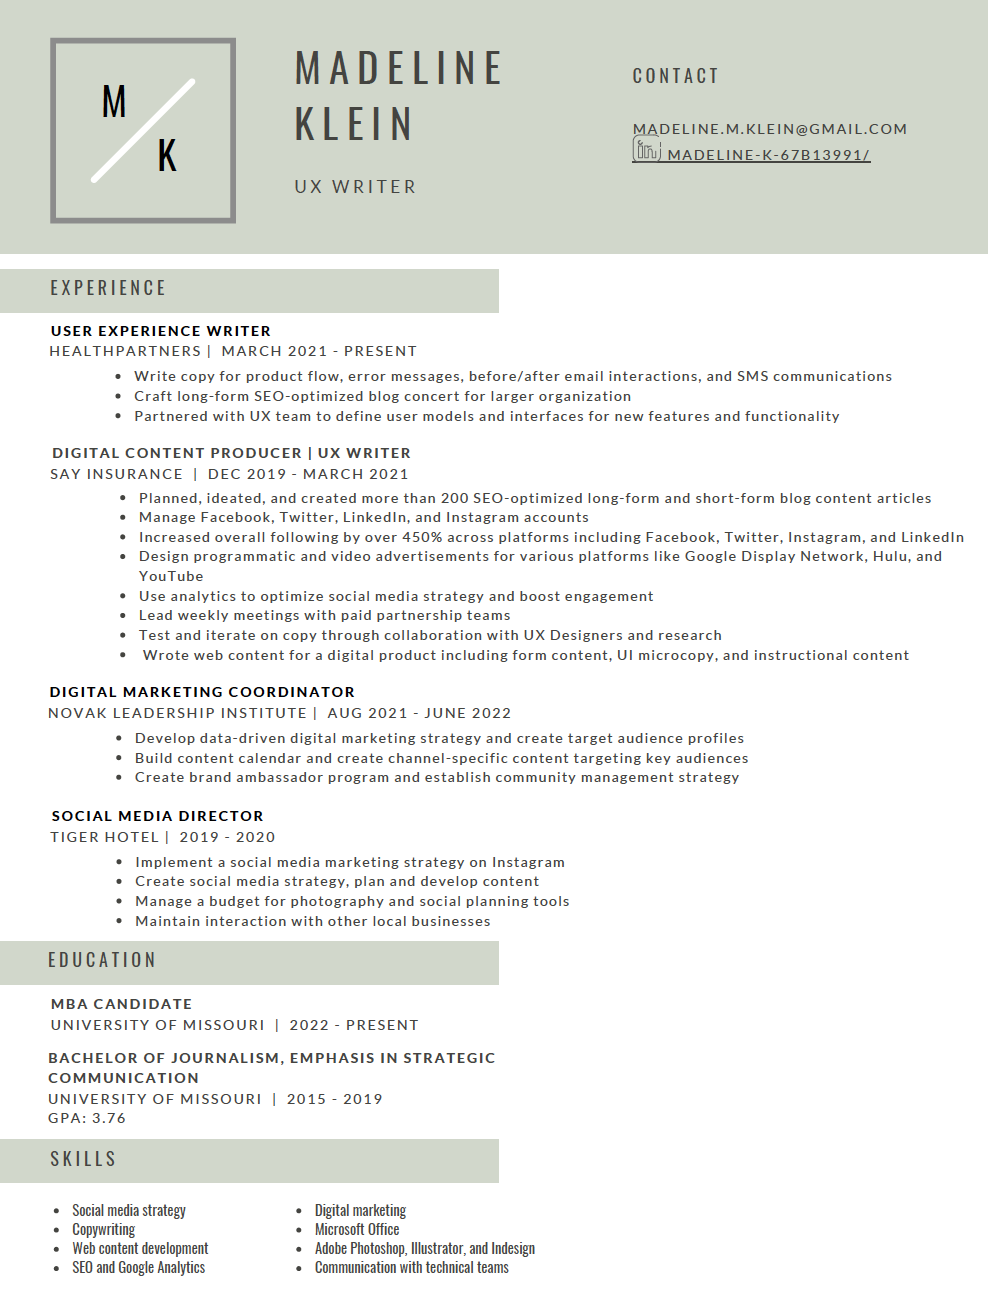 M
K
MADELINE
KLEIN
UX WRITER
CONTACT
MADELINE.M.KLEIN@GMAIL.COM
in MADELINE-K-67B13991/
EXPERIENCE
USER EXPERIENCE WRITER
HEALTHPARTNERS | MARCH 2021 - PRESENT
• Write copy for product flow, error messages, before/after email interactions, and SMS communications
• Craft long-form SEO-optimized blog concert for larger organization
• Partnered with UX team to define user models and interfaces for new features and functionality
DIGITAL CONTENT PRODUCER | UX WRITER
SAY INSURANCE | DEC 2019 - MARCH 2021
• Planned, ideated, and created more than 200 SEO-optimized long-form and short-form blog content articles
• Manage Facebook, Twitter, LinkedIn, and Instagram accounts
• Increased overall following by over 450% across platforms including Facebook, Twitter, Instagram, and LinkedIn
• Design programmatic and video advertisements for various platforms like Google Display Network, Hulu, and
YouTube
• Use analytics to optimize social media strategy and boost engagement
• Lead weekly meetings with paid partnership teams
• Test and iterate on copy through collaboration with UX Designers and research
• Wrote web content for a digital product including form content, UI microcopy, and instructional content
DIGITAL MARKETING COORDINATOR
NOVAK LEADERSHIP INSTITUTE | AUG 2021 - JUNE 2022
• Develop data-driven digital marketing strategy and create target audience profiles
• Build content calendar and create channel-specific content targeting key audiences
• Create brand ambassador program and establish community management strategy
SOCIAL MEDIA DIRECTOR
TIGER HOTEL | 2019 - 2020
• Implement a social media marketing strategy on Instagram
• Create social media strategy, plan and develop content
• Manage a budget for photography and social planning tools
• Maintain interaction with other local businesses
EDUCATION
MBA CANDIDATE
UNIVERSITY OF MISSOURI | 2022 - PRESENT
BACHELOR OF JOURNALISM, EMPHASIS IN STRATEGIC
COMMUNICATION
UNIVERSITY OF MISSOURI | 2015 - 2019
GPA: 3.76
SKILLS
• Social media strategy
• Copywriting
• Web content development
• SEO and Google Analytics
• Digital marketing
• Microsoft Office
• Adobe Photoshop, Illustrator, and Indesign
• Communication with technical teams